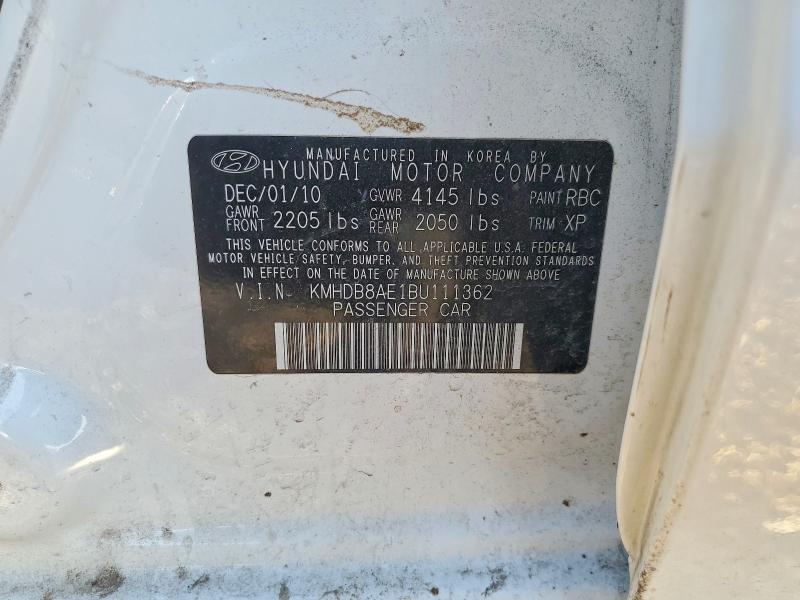 MANUFACTURED IN KOREA BY
HYUNDAI MOTOR COMPANY
DEC/01/10 GVWR 4145 lbs PAINT RBC
GAWR FRONT 2205 lbs GAWR REAR 2050 lbs TRIM XP
THIS VEHICLE CONFORMS TO ALL APPLICABLE U.S.A. FEDERAL
MOTOR VEHICLE SAFETY, BUMPER, AND THEFT PREVENTION STANDARDS
IN EFFECT ON THE DATE OF MANUFACTURE SHOWN ABOVE
V.I.N KMHDB8AE1BU111362
PASSENGER CAR